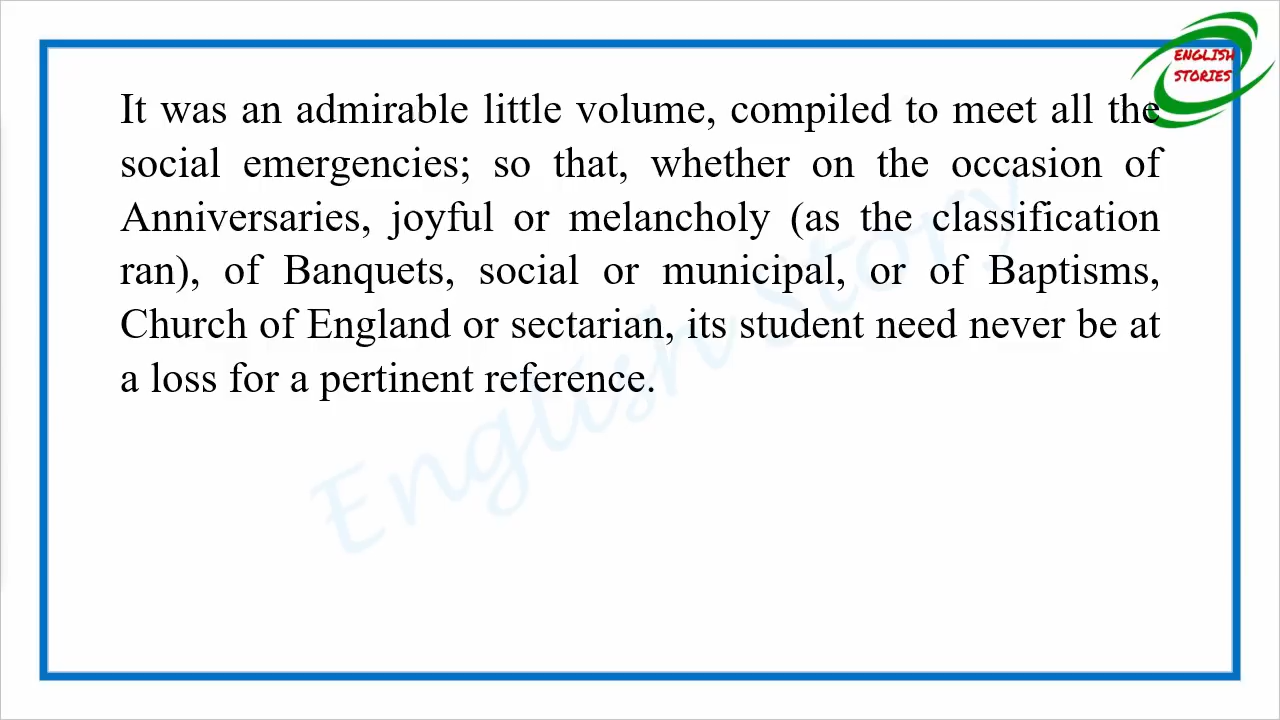 ENGLISH
STORIES
It was an admirable little volume, compiled to meet all the
social emergencies; so that, whether on the occasion of
Anniversaries, joyful or melancholy (as the classification
ran), of Banquets, social or municipal, or of Baptisms,
Church of England or sectarian, its student need never be at
a loss for a pertinent reference.
English Story